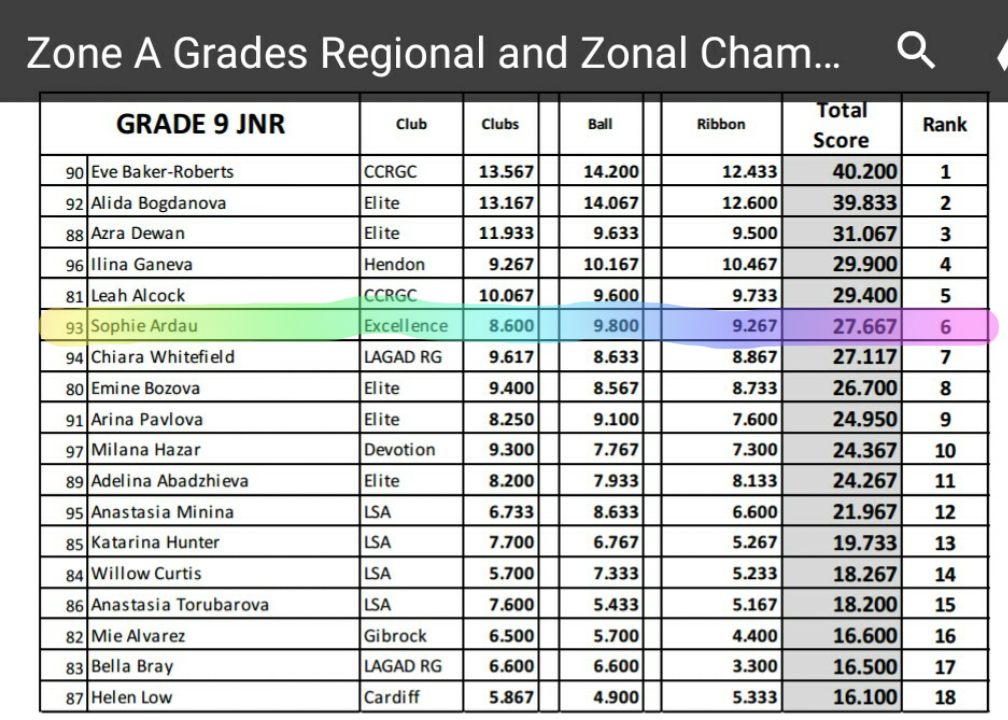 Zone A Grades Regional and Zonal Cham...
GRADE 9 JNR Club Clubs Ball Ribbon Total Score Rank
90 Eve Baker-Roberts CCRGC 13.567 14.200 12.433 40.200 1
92 Alida Bogdanova Elite 13.167 14.067 12.600 39.833 2
88 Azra Dewan Elite 11.933 9.633 9.500 31.067 3
96 Ilina Ganeva Hendon 9.267 10.167 10.467 29.900 4
81 Leah Alcock CCRGC 10.067 9.600 9.733 29.400 5
93 Sophie Ardau Excellence 8.600 9.800 9.267 27.667 6
94 Chiara Whitefield LAGAD RG 9.617 8.633 8.867 27.117 7
80 Emine Bozova Elite 9.400 8.567 8.733 26.700 8
91 Arina Pavlova Elite 8.250 9.100 7.600 24.950 9
97 Milana Hazar Devotion 9.300 7.767 7.300 24.367 10
89 Adelina Abadzhieva Elite 8.200 7.933 8.133 24.267 11
95 Anastasia Minina LSA 6.733 8.633 6.600 21.967 12
85 Katarina Hunter LSA 7.700 6.767 5.267 19.733 13
84 Willow Curtis LSA 5.700 7.333 5.233 18.267 14
86 Anastasia Torubarova LSA 7.600 5.433 5.167 18.200 15
82 Mie Alvarez Gibrock 6.500 5.700 4.400 16.600 16
83 Bella Bray LAGAD RG 6.600 6.600 3.300 16.500 17
87 Helen Low Cardiff 5.867 4.900 5.333 16.100 18